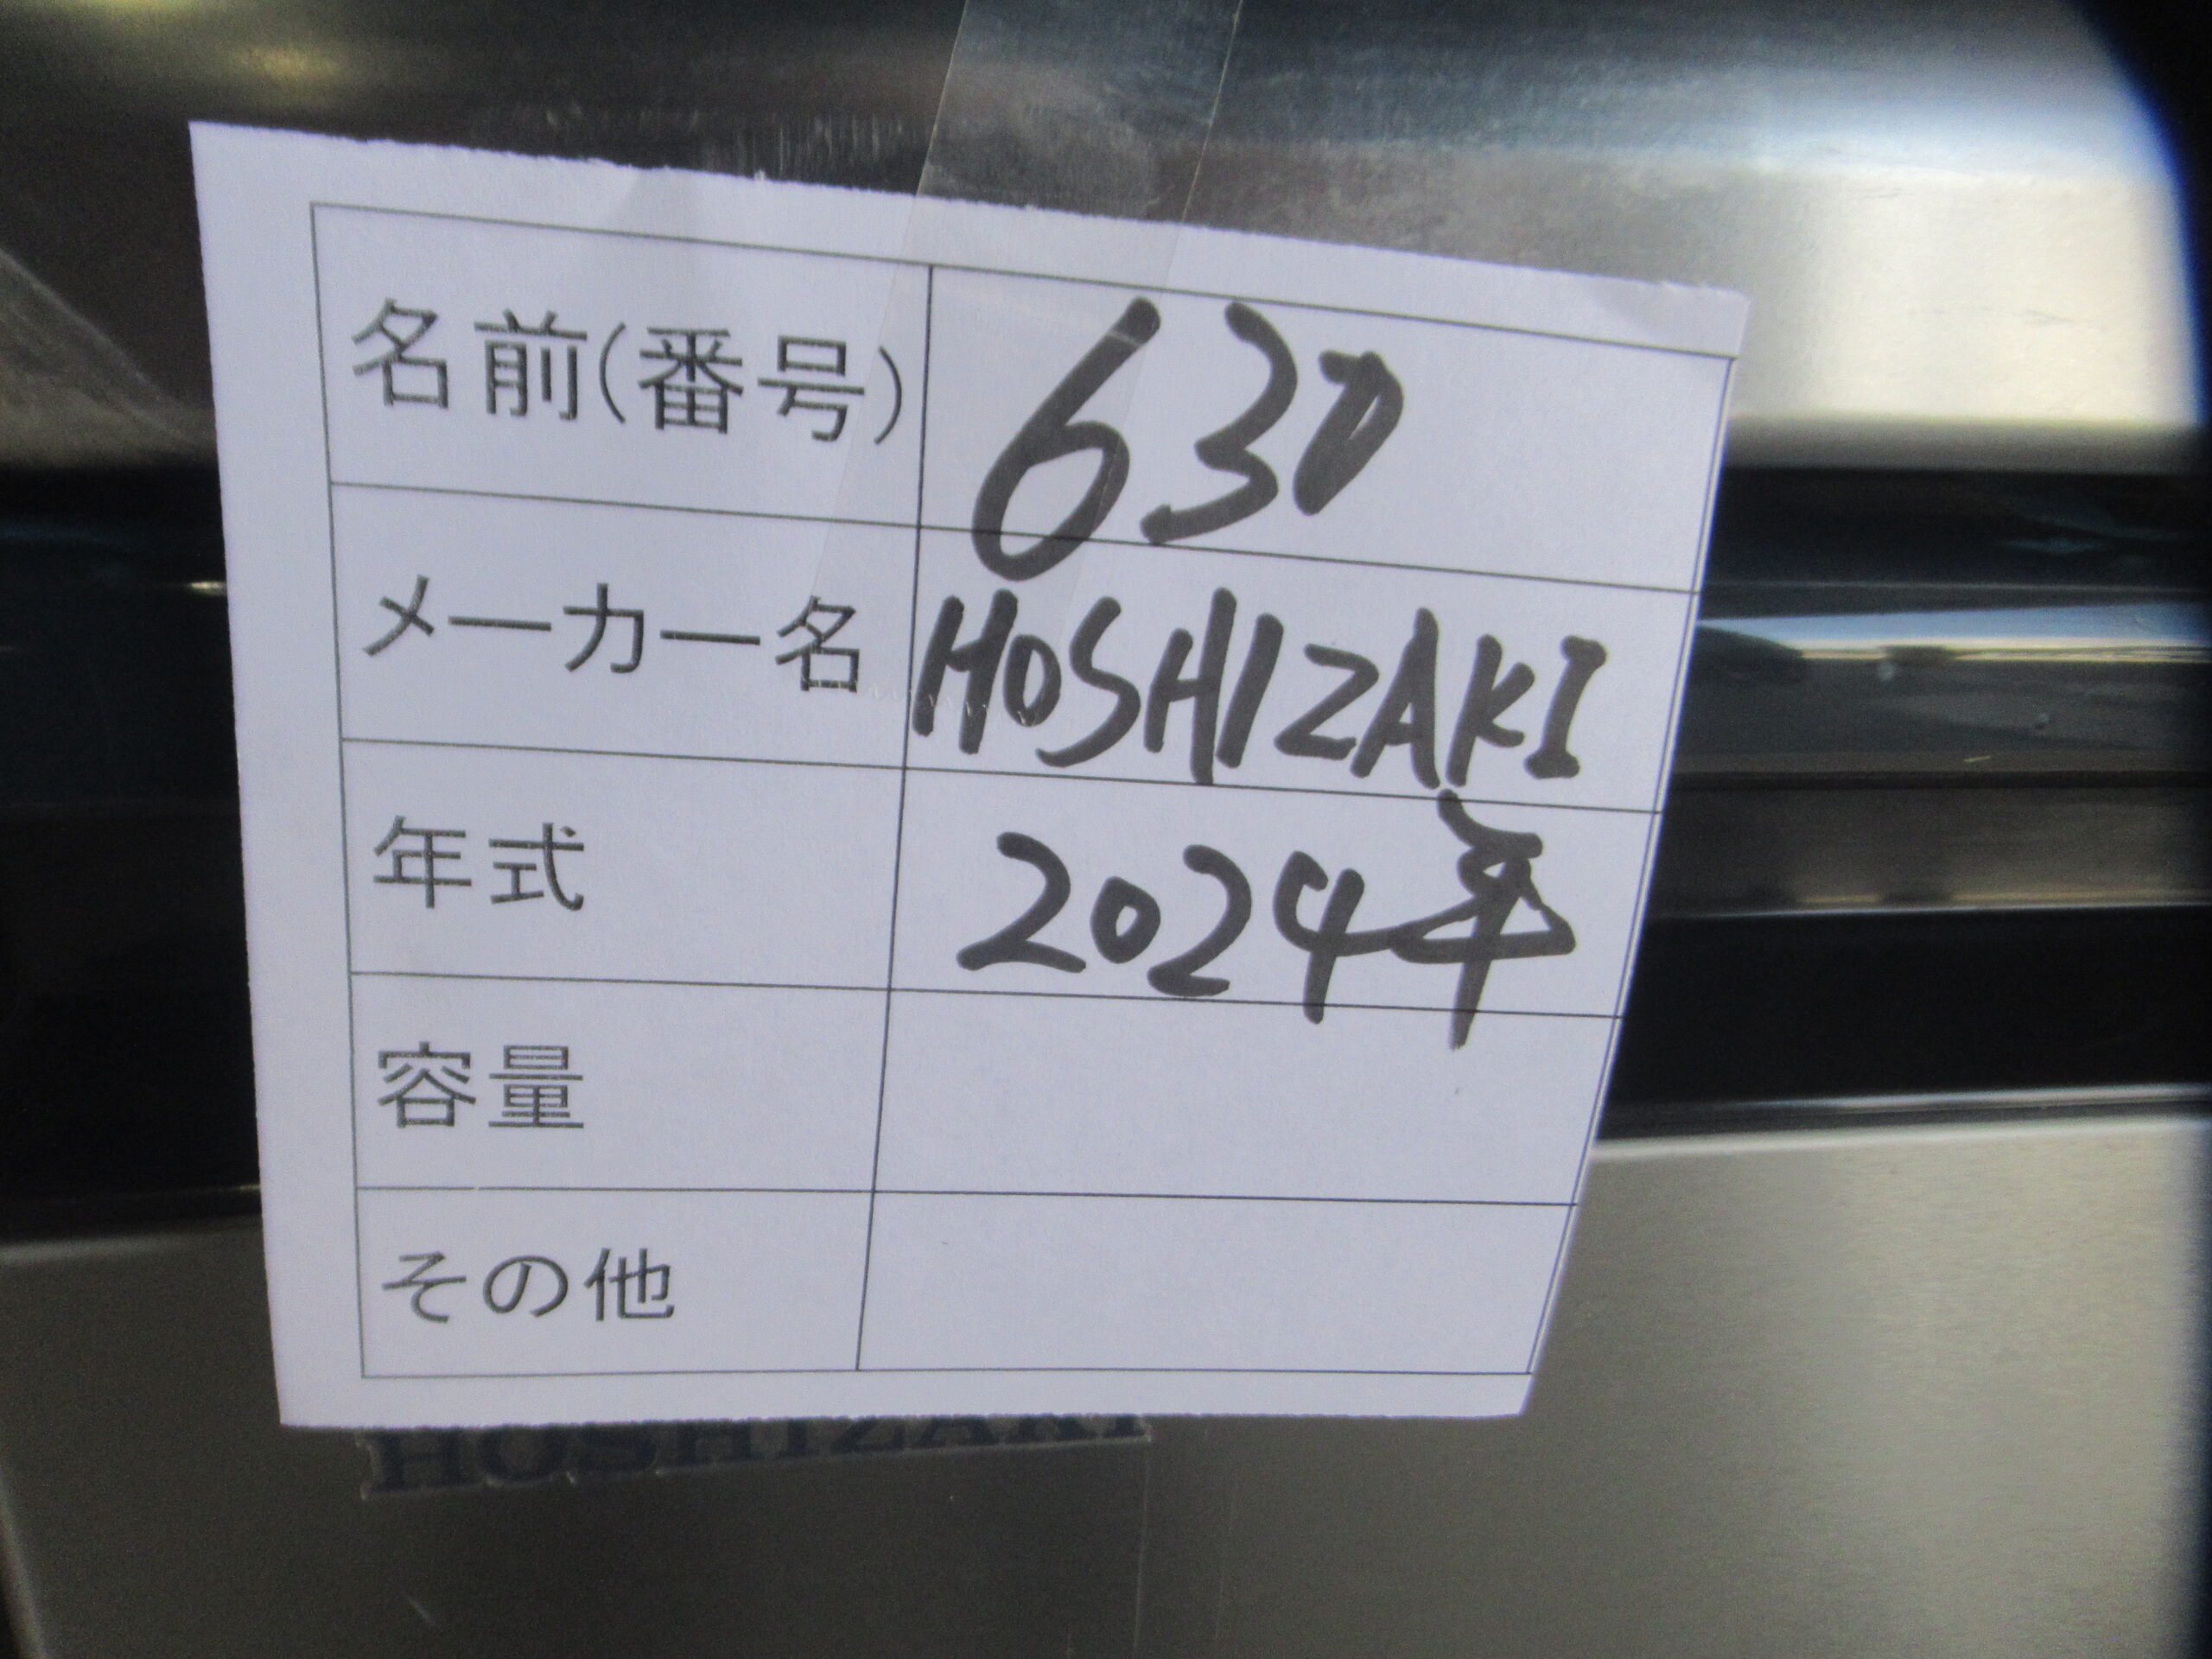 名前(番号) 630
メーカー名 HOSHIZAKI
年式 2024年
容量
その他
HOSHIZAKI